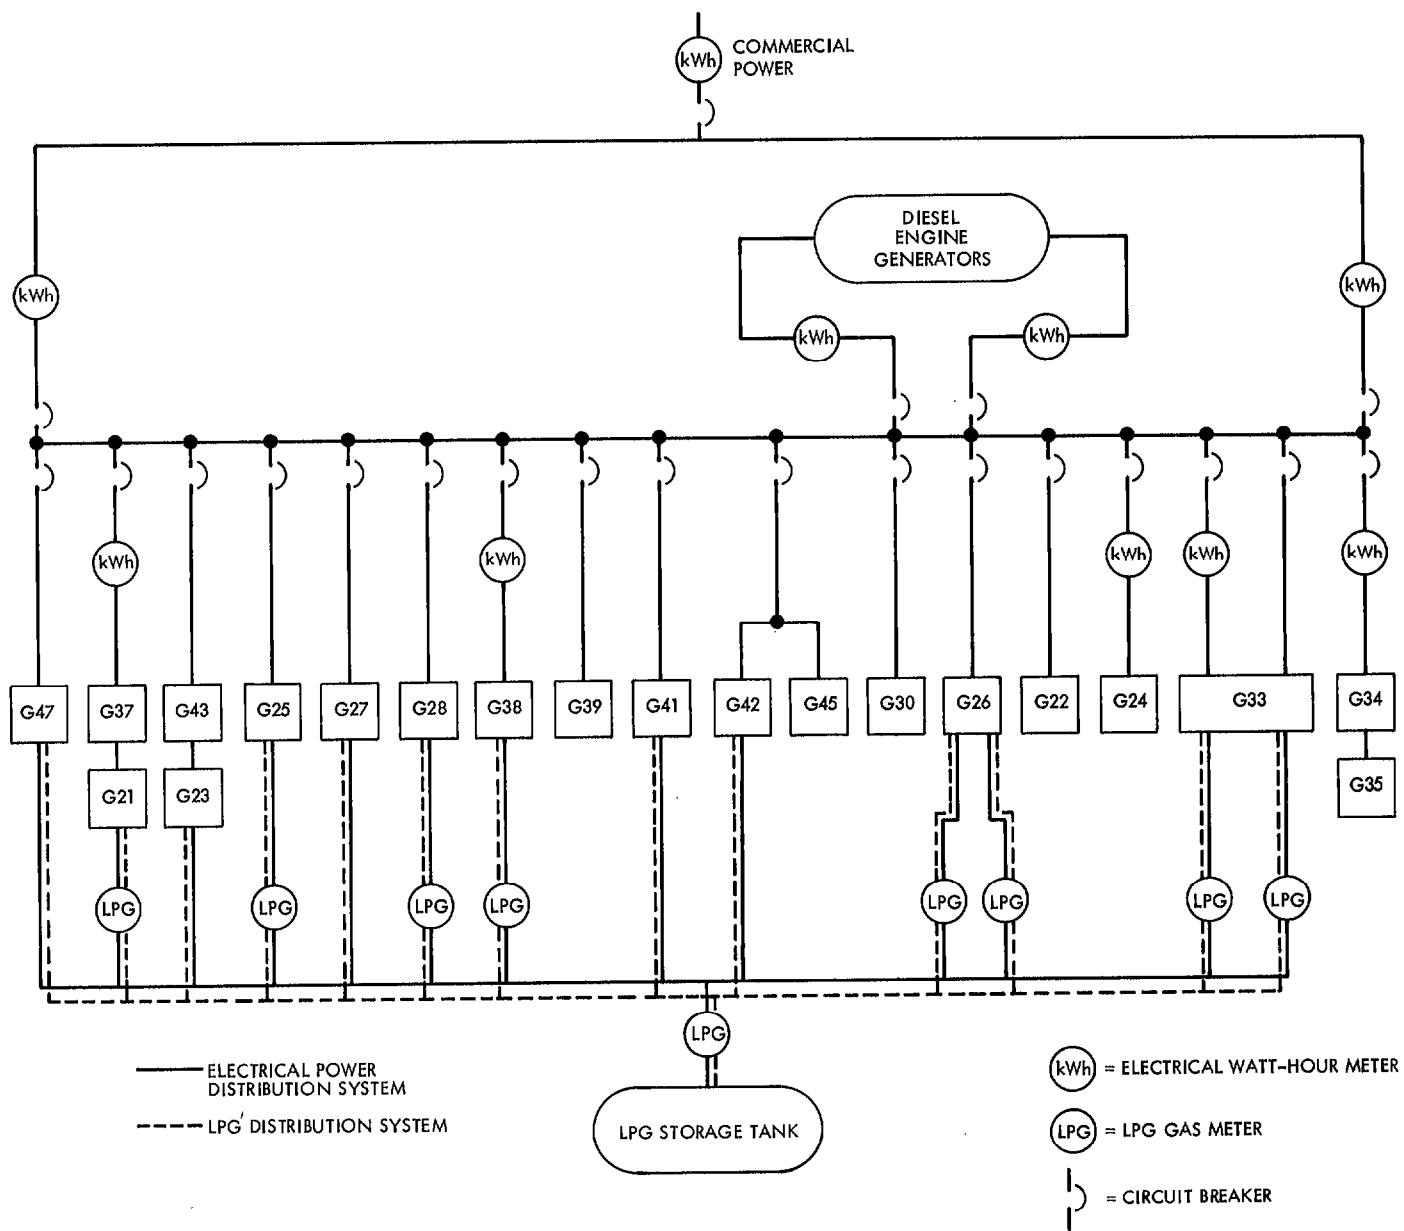 kWh
COMMERCIAL
POWER
DIESEL
ENGINE
GENERATORS
kWh
kWh
kWh
kWh
kWh
kWh
kWh
kWh
kWh
G47
G37
G43
G25
G27
G28
G38
G39
G41
G42
G45
G30
G26
G22
G24
G33
G34
G21
G23
G35
LPG
LPG
LPG
LPG
LPG
LPG
LPG
LPG
LPG
ELECTRICAL POWER
DISTRIBUTION SYSTEM
LPG' DISTRIBUTION SYSTEM
LPG STORAGE TANK
kWh = ELECTRICAL WATT-HOUR METER
LPG = LPG GAS METER
= CIRCUIT BREAKER